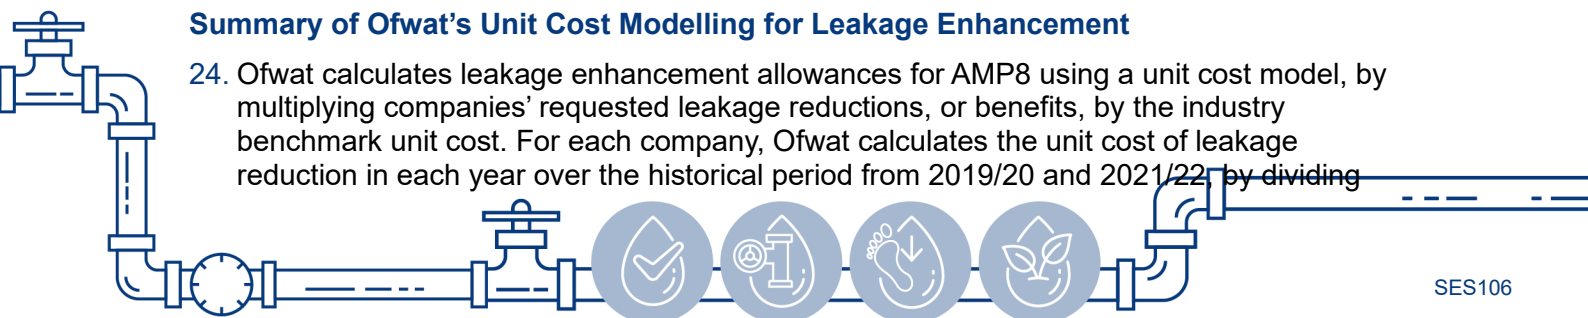 Summary of Ofwat’s Unit Cost Modelling for Leakage Enhancement
24. Ofwat calculates leakage enhancement allowances for AMP8 using a unit cost model, by
multiplying companies’ requested leakage reductions, or benefits, by the industry
benchmark unit cost. For each company, Ofwat calculates the unit cost of leakage
reduction in each year over the historical period from 2019/20 and 2021/22, by dividing
SES106